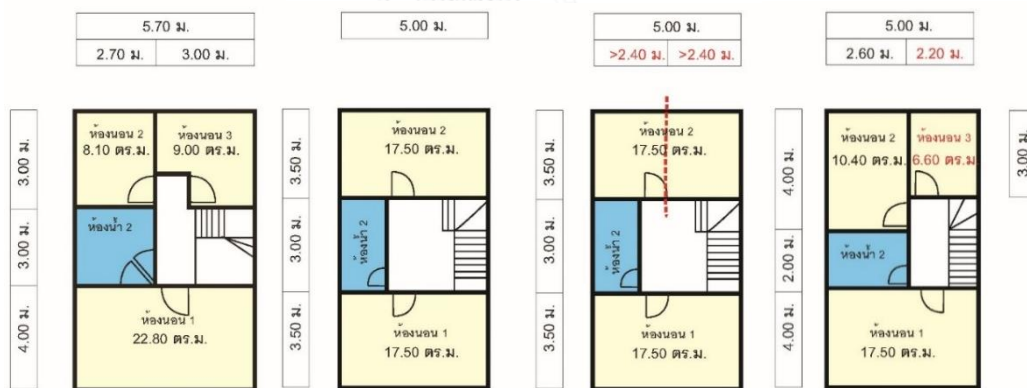 5.70 ม.
2.70 ม. 3.00 ม.
3.00 ม.
3.00 ม.
4.00 ม.
ห้องนอน 2
8.10 ตร.ม.
ห้องนอน 3
9.00 ตร.ม.
ห้องน้ำ 2
ห้องนอน 1
22.80 ตร.ม.
5.00 ม.
3.50 ม.
3.00 ม.
3.50 ม.
ห้องนอน 2
17.50 ตร.ม.
ห้องน้ำ 2
ห้องนอน 1
17.50 ตร.ม.
5.00 ม.
>2.40 ม. >2.40 ม.
3.50 ม.
3.00 ม.
3.50 ม.
ห้องนอน 2
17.50 ตร.ม.
ห้องน้ำ 2
ห้องนอน 1
17.50 ตร.ม.
5.00 ม.
2.60 ม. 2.20 ม.
4.00 ม.
2.00 ม.
4.00 ม.
ห้องนอน 2
10.40 ตร.ม.
ห้องนอน 3
6.60 ตร.ม
ห้องน้ำ 2
ห้องนอน 1
17.50 ตร.ม.
3.00 ม.